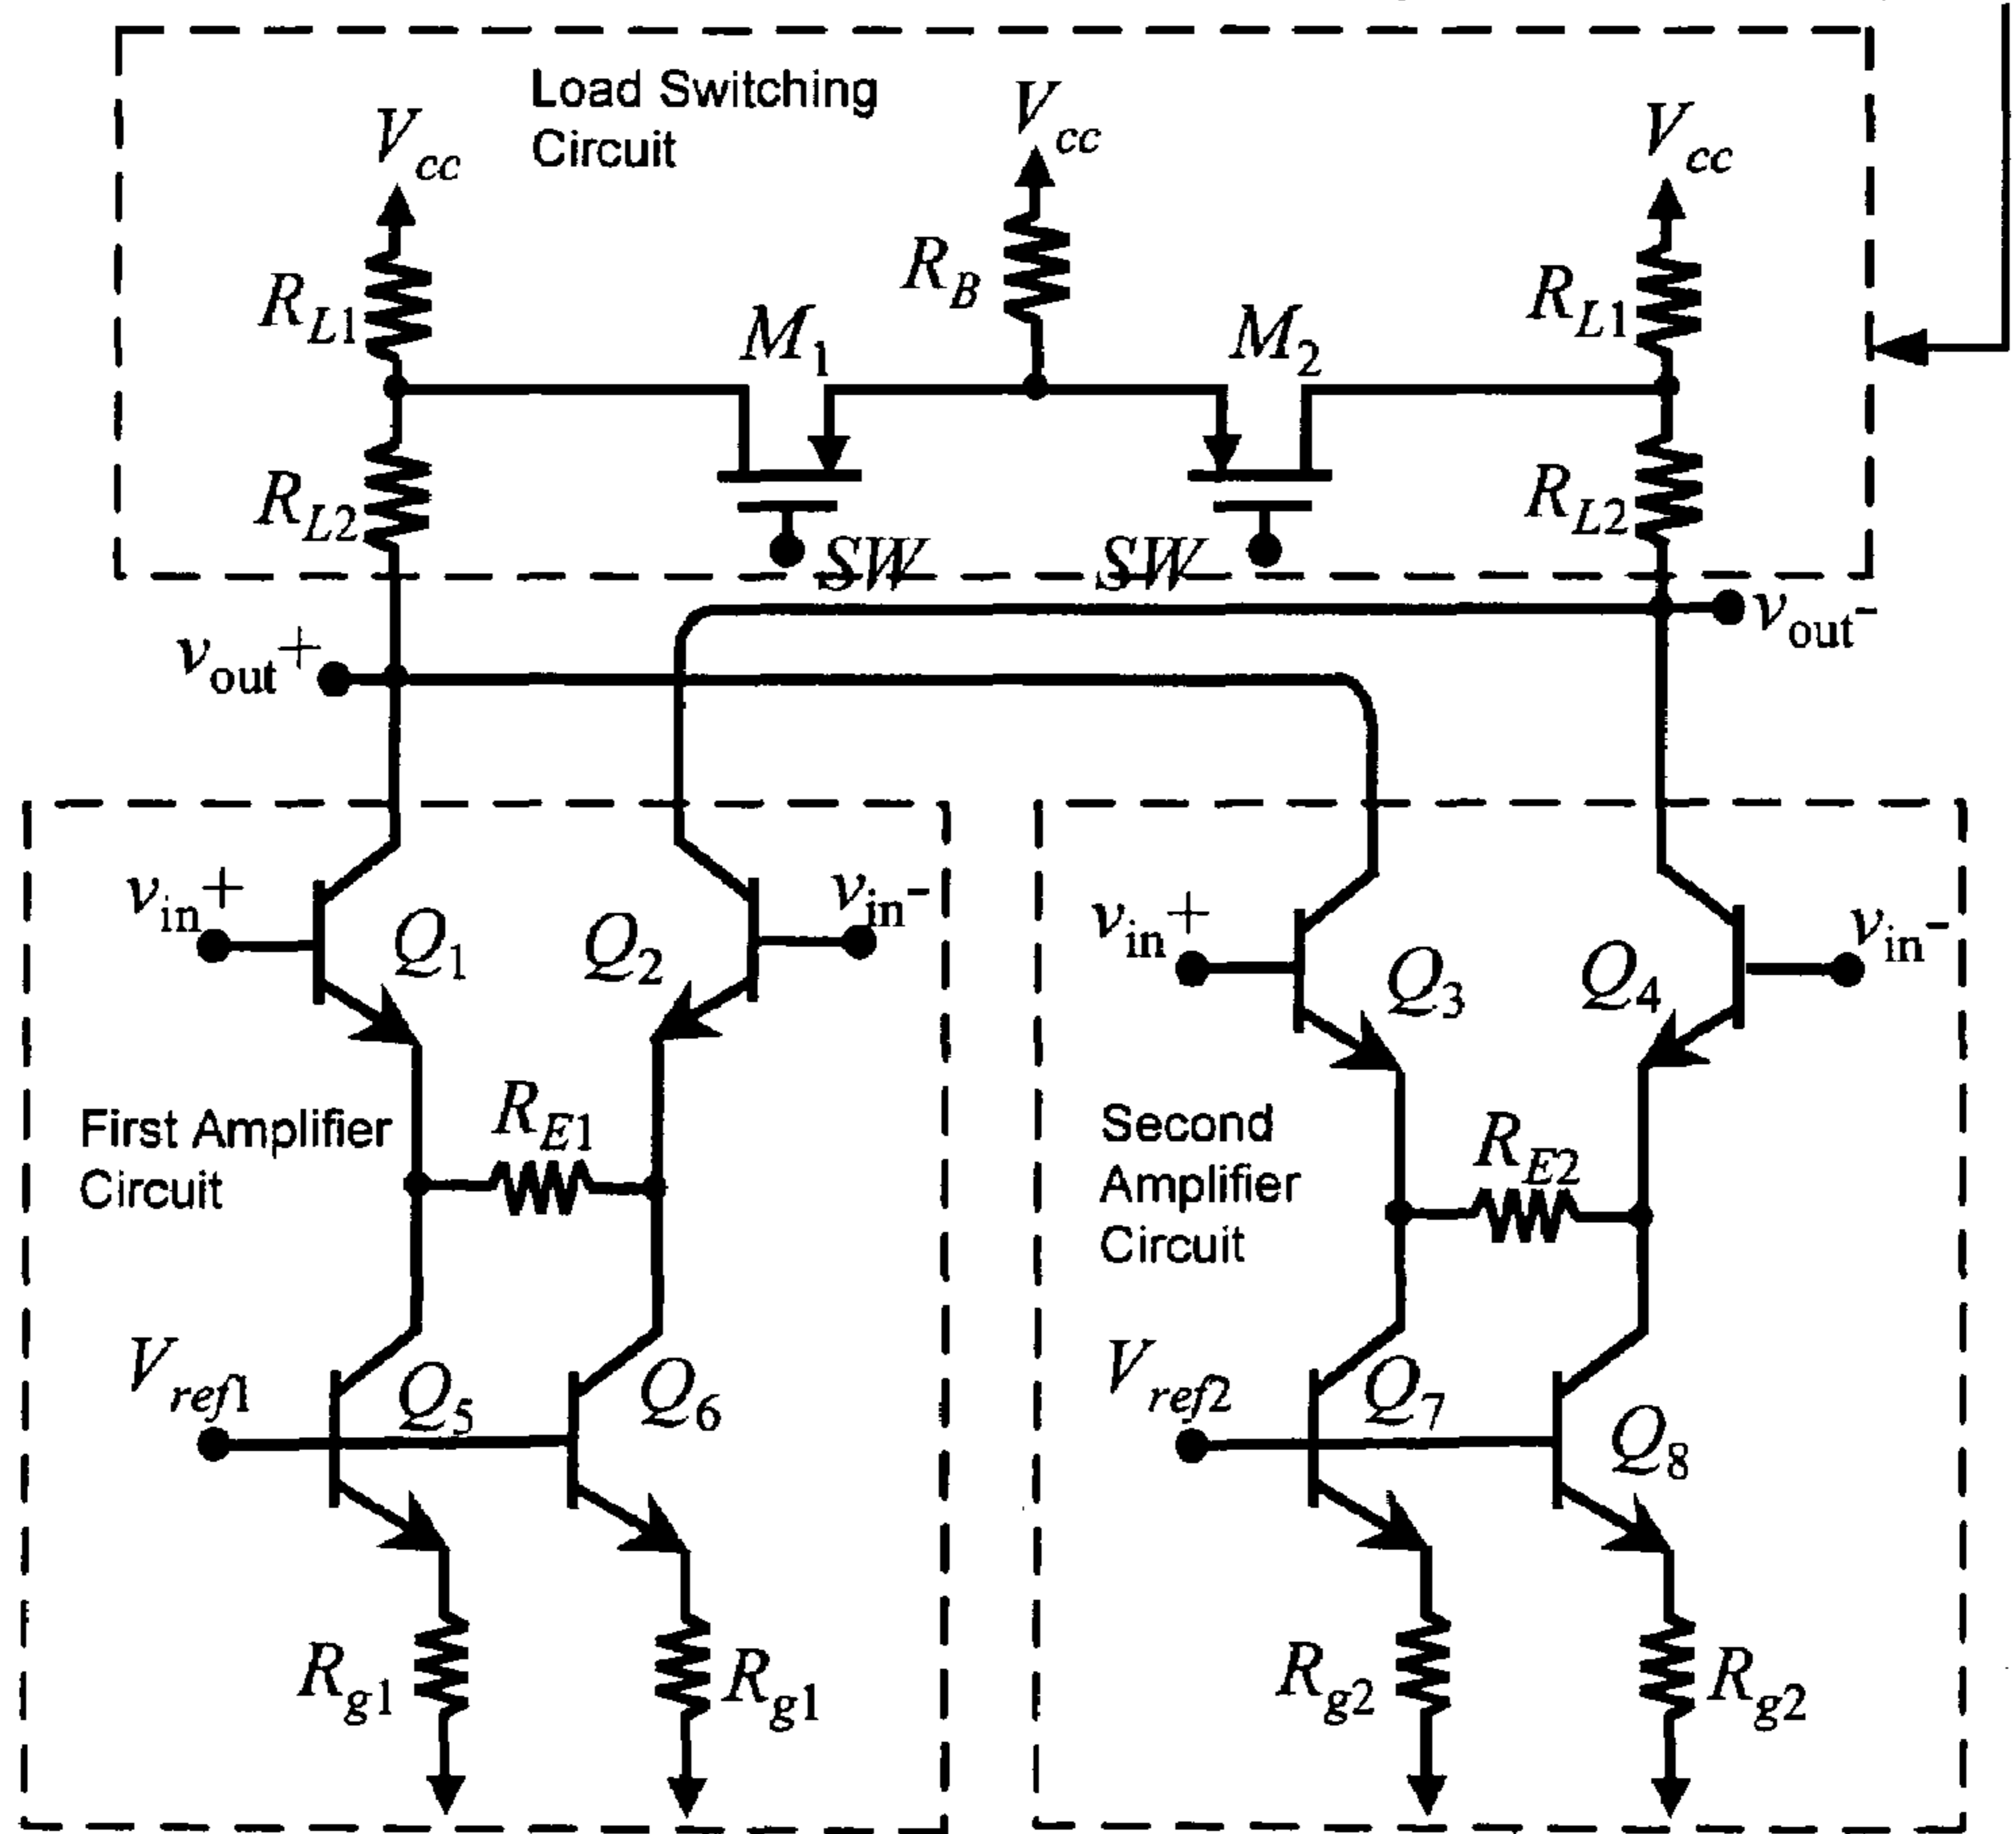 Load Switching
Circuit
Vcc
Vcc
Vcc
RL1
RB
RL1
M1
M2
RL2
RL2
SW
SW
vout+
vout-
vin+
vin-
Q1
Q2
vin+
vin-
Q3
Q4
First Amplifier
Circuit
RE1
Second
Amplifier
Circuit
RE2
Vref1
Q5
Q6
Vref2
Q7
Q8
Rg1
Rg1
Rg2
Rg2